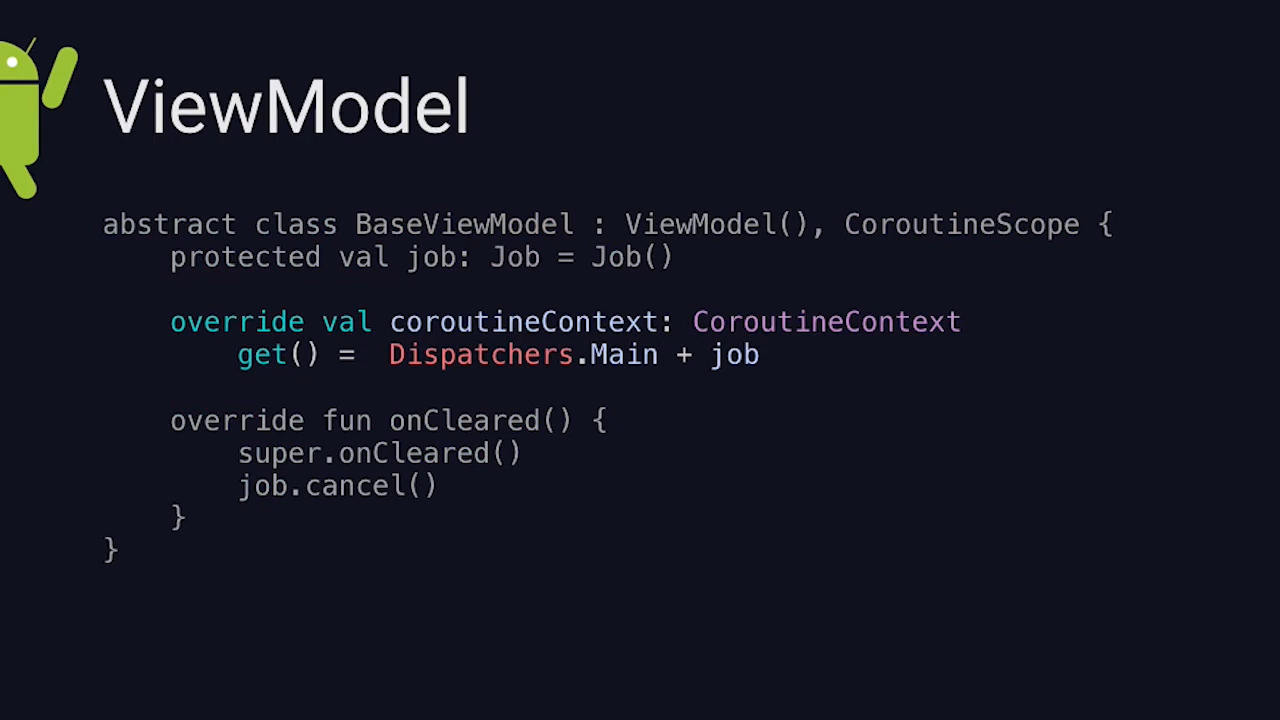 ViewModel
abstract class BaseViewModel : ViewModel(), CoroutineScope {
    protected val job: Job = Job()
    override val coroutineContext: CoroutineContext
        get() =  Dispatchers.Main + job
    override fun onCleared() {
        super.onCleared()
        job.cancel()
    }
}